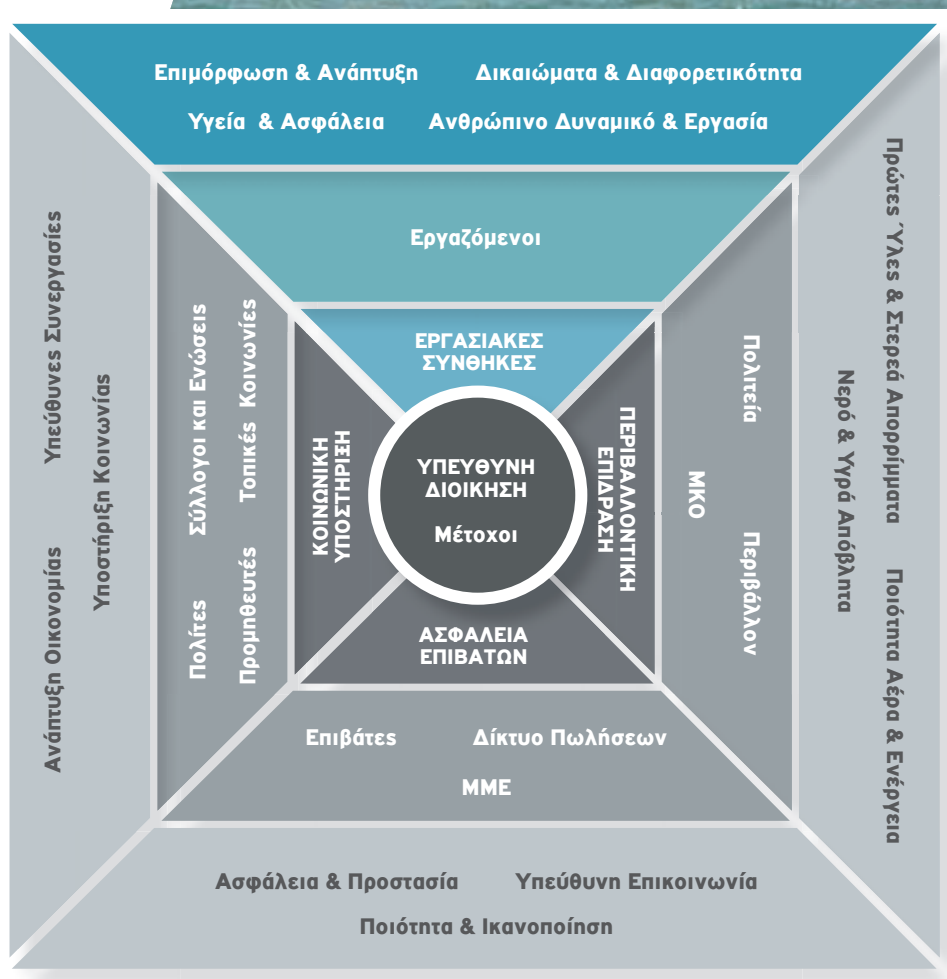 Επιμόρφωση & Ανάπτυξη
Δικαιώματα & Διαφορετικότητα
Υγεία & Ασφάλεια
Ανθρώπινο Δυναμικό & Εργασία
Εργαζόμενοι
ΕΡΓΑΣΙΑΚΕΣ
ΣΥΝΘΗΚΕΣ
ΥΠΕΥΘΥΝΗ
ΔΙΟΙΚΗΣΗ
Μέτοχοι
Ανάπτυξη Οικονομίας
Υπεύθυνες Συνεργασίες
Υποστήριξη Κοινωνίας
Πολίτες
Σύλλογοι και Ενώσεις
Προμηθευτές
Τοπικές Κοινωνίες
ΚΟΙΝΩΝΙΚΗ
ΥΠΟΣΤΗΡΙΞΗ
ΠΕΡΙΒΑΛΛΟΝΤΙΚΗ
ΕΠΙΔΡΑΣΗ
Πολιτεία
Περιβάλλον
ΜΚΟ
Πρώτες Ύλες & Στερεά Απορρίμματα
Ποιότητα Αέρα & Ενέργεια
Νερό & Υγρά Απόβλητα
ΑΣΦΑΛΕΙΑ
ΕΠΙΒΑΤΩΝ
Επιβάτες
Δίκτυο Πωλήσεων
ΜΜΕ
Ασφάλεια & Προστασία
Υπεύθυνη Επικοινωνία
Ποιότητα & Ικανοποίηση